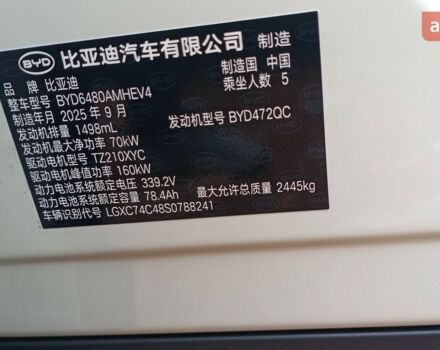 BYD 比亚迪汽车有限公司 制造
品牌 比亚迪 制造国 中国
整车型号 BYD6480AMHEV4 乘坐人数 5
制造年月 2025年9月
发动机排量 1498mL 发动机型号 BYD472QC
发动机最大净功率 70kW
驱动电机型号 TZ210XYC
驱动电机峰值功率 160kW
动力电池系统额定电压 339.2V
动力电池系统额定容量 78.4Ah 最大允许总质量 2445kg
车辆识别代号 LGXC74C48S0788241